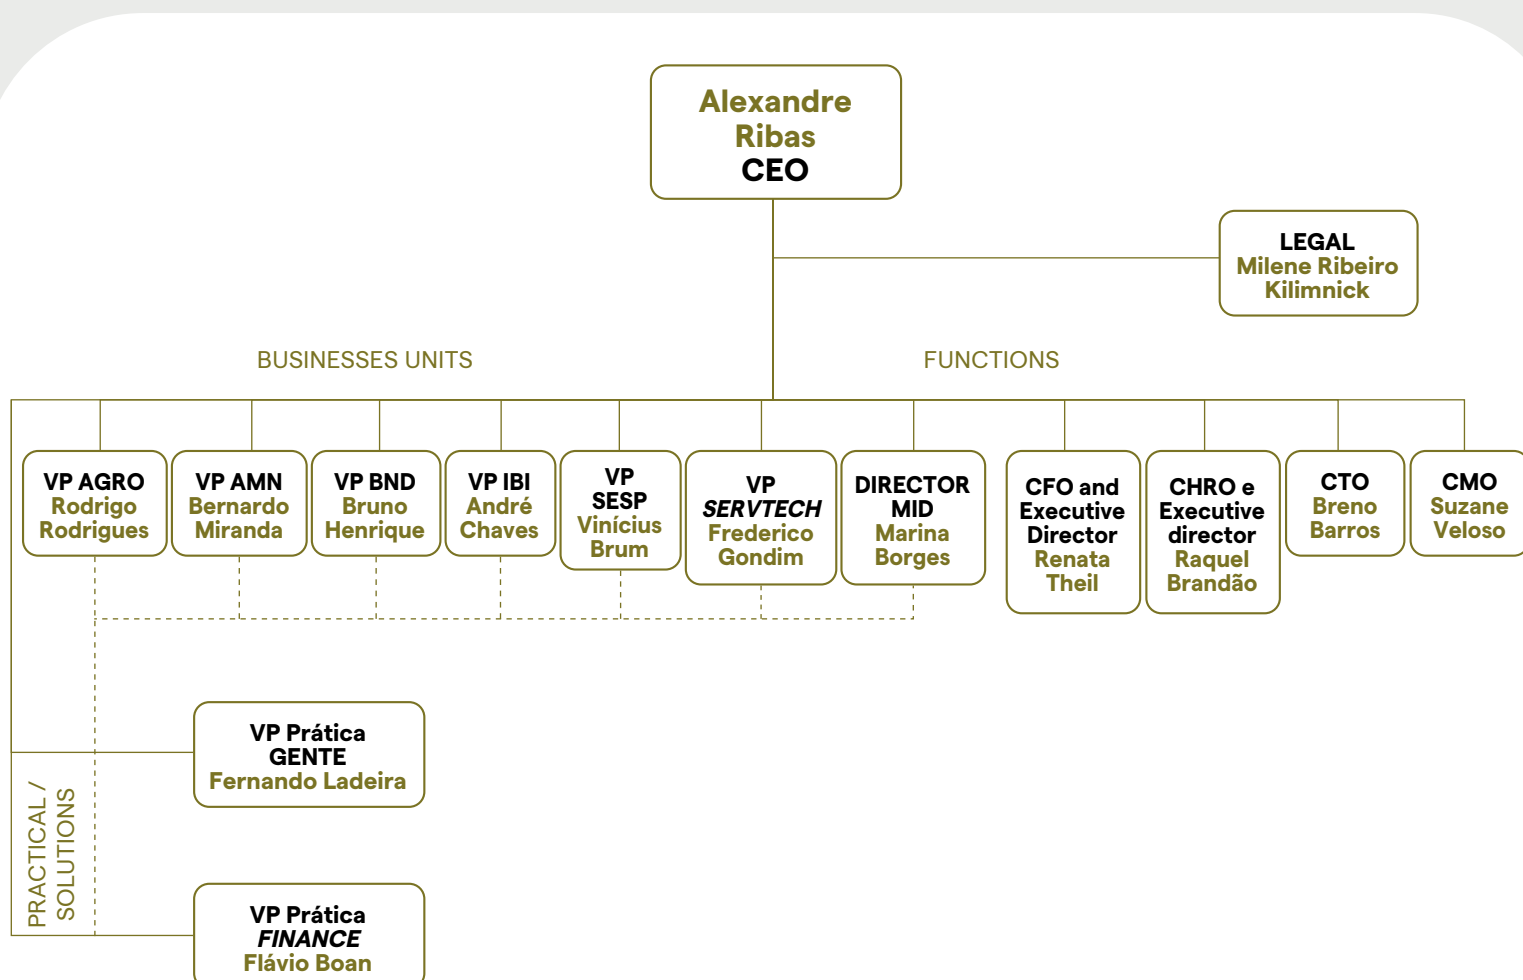 Alexandre
Ribas
CEO
LEGAL
Milene Ribeiro
Kilimnick
BUSINESSES UNITS
FUNCTIONS
VP AGRO
Rodrigo
Rodrigues
VP AMN
Bernardo
Miranda
VP BND
Bruno
Henrique
VP IBI
André
Chaves
VP
SESP
Vinícius
Brum
VP
SERVTECH
Frederico
Gondim
DIRECTOR
MID
Marina
Borges
CFO and
Executive
Director
Renata
Theil
CHRO e
Executive
director
Raquel
Brandão
CTO
Breno
Barros
CMO
Suzane
Veloso
VP Prática
GENTE
Fernando Ladeira
PRACTICAL /
SOLUTIONS
VP Prática
FINANCE
Flávio Boan